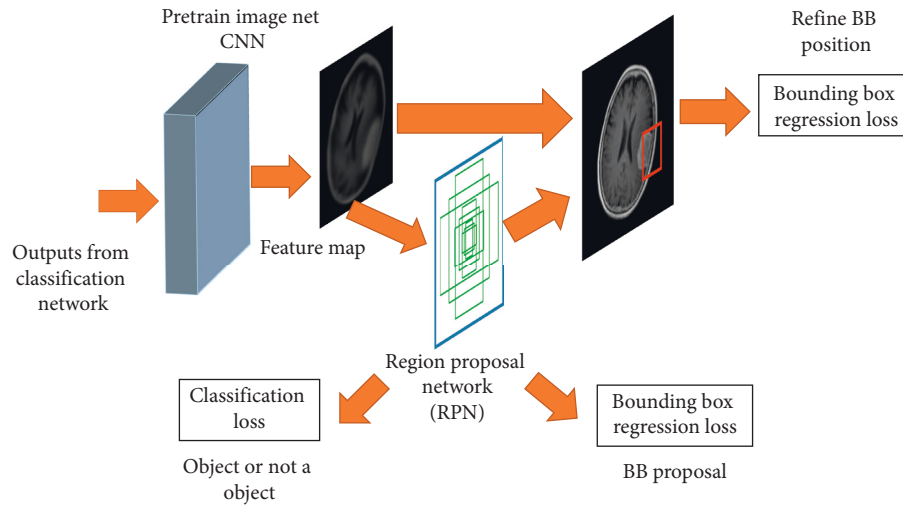 Pretrain image net
CNN
Refine BB
position
Bounding box
regression loss
Outputs from
classification
network
Feature map
Region proposal
network
(RPN)
Classification
loss
Object or not a
object
Bounding box
regression loss
BB proposal